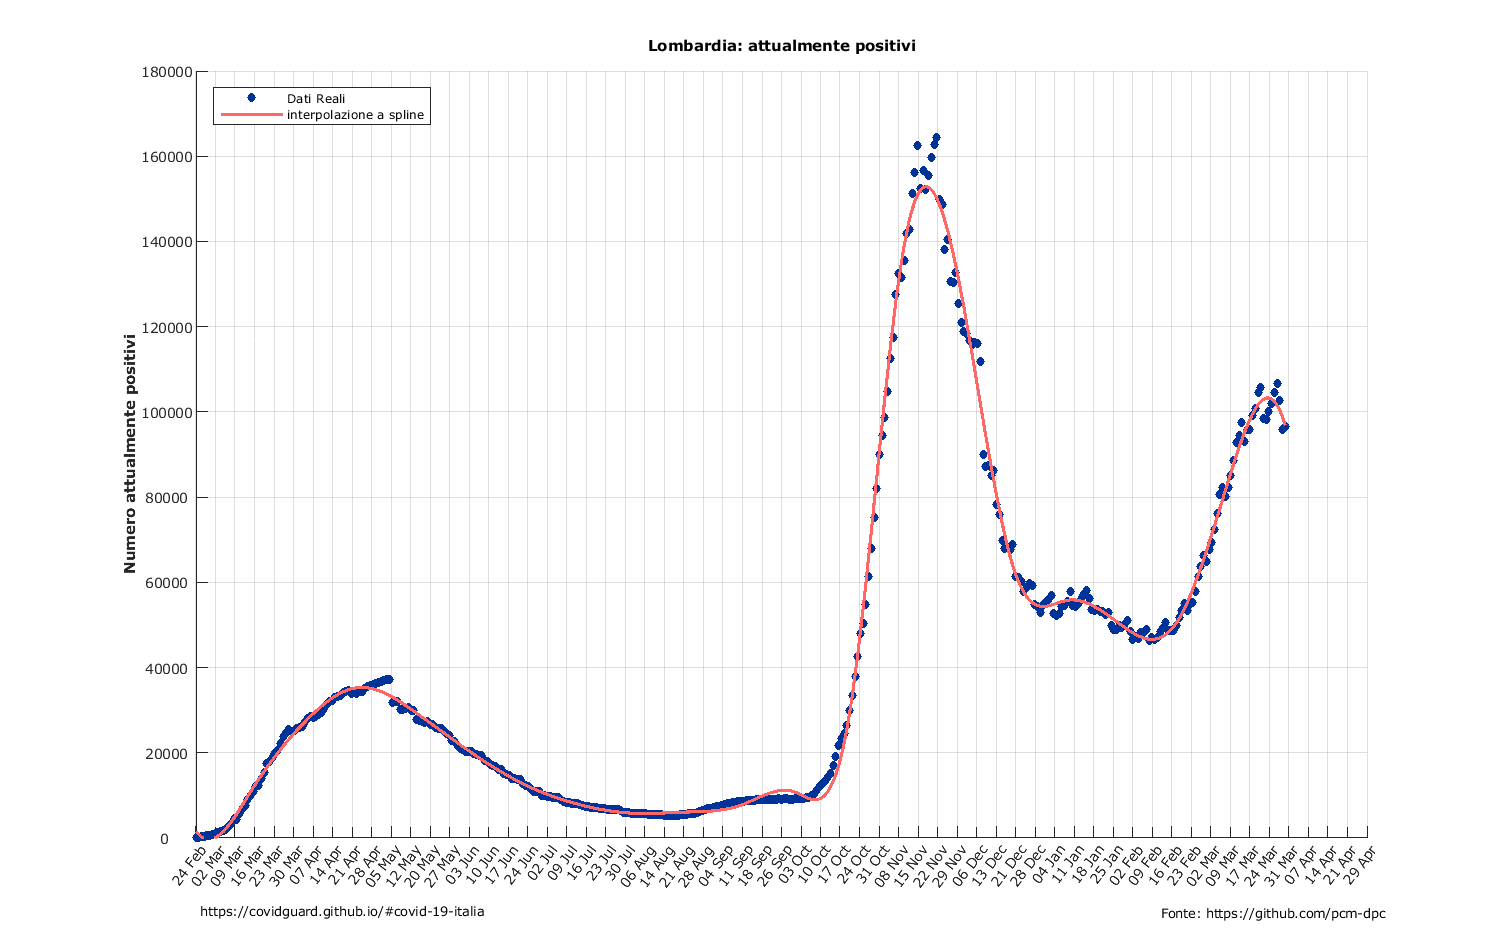 Lombardia: attualmente positivi
180000
160000
140000
120000
100000
80000
60000
40000
20000
0
Numero attualmente positivi
Dati Reali
interpolazione a spline
24 Feb
02 Mar
09 Mar
16 Mar
23 Mar
30 Mar
07 Apr
14 Apr
21 Apr
28 Apr
05 May
12 May
20 May
27 May
03 Jun
10 Jun
17 Jun
24 Jun
02 Jul
09 Jul
16 Jul
23 Jul
30 Jul
06 Aug
14 Aug
21 Aug
28 Aug
04 Sep
11 Sep
18 Sep
26 Sep
03 Oct
10 Oct
17 Oct
24 Oct
31 Oct
08 Nov
15 Nov
22 Nov
29 Nov
06 Dec
13 Dec
21 Dec
28 Dec
04 Jan
11 Jan
18 Jan
25 Jan
02 Feb
09 Feb
16 Feb
23 Feb
02 Mar
09 Mar
17 Mar
24 Mar
31 Mar
07 Apr
14 Apr
21 Apr
29 Apr
https://covidguard.github.io/#covid-19-italia
Fonte: https://github.com/pcm-dpc